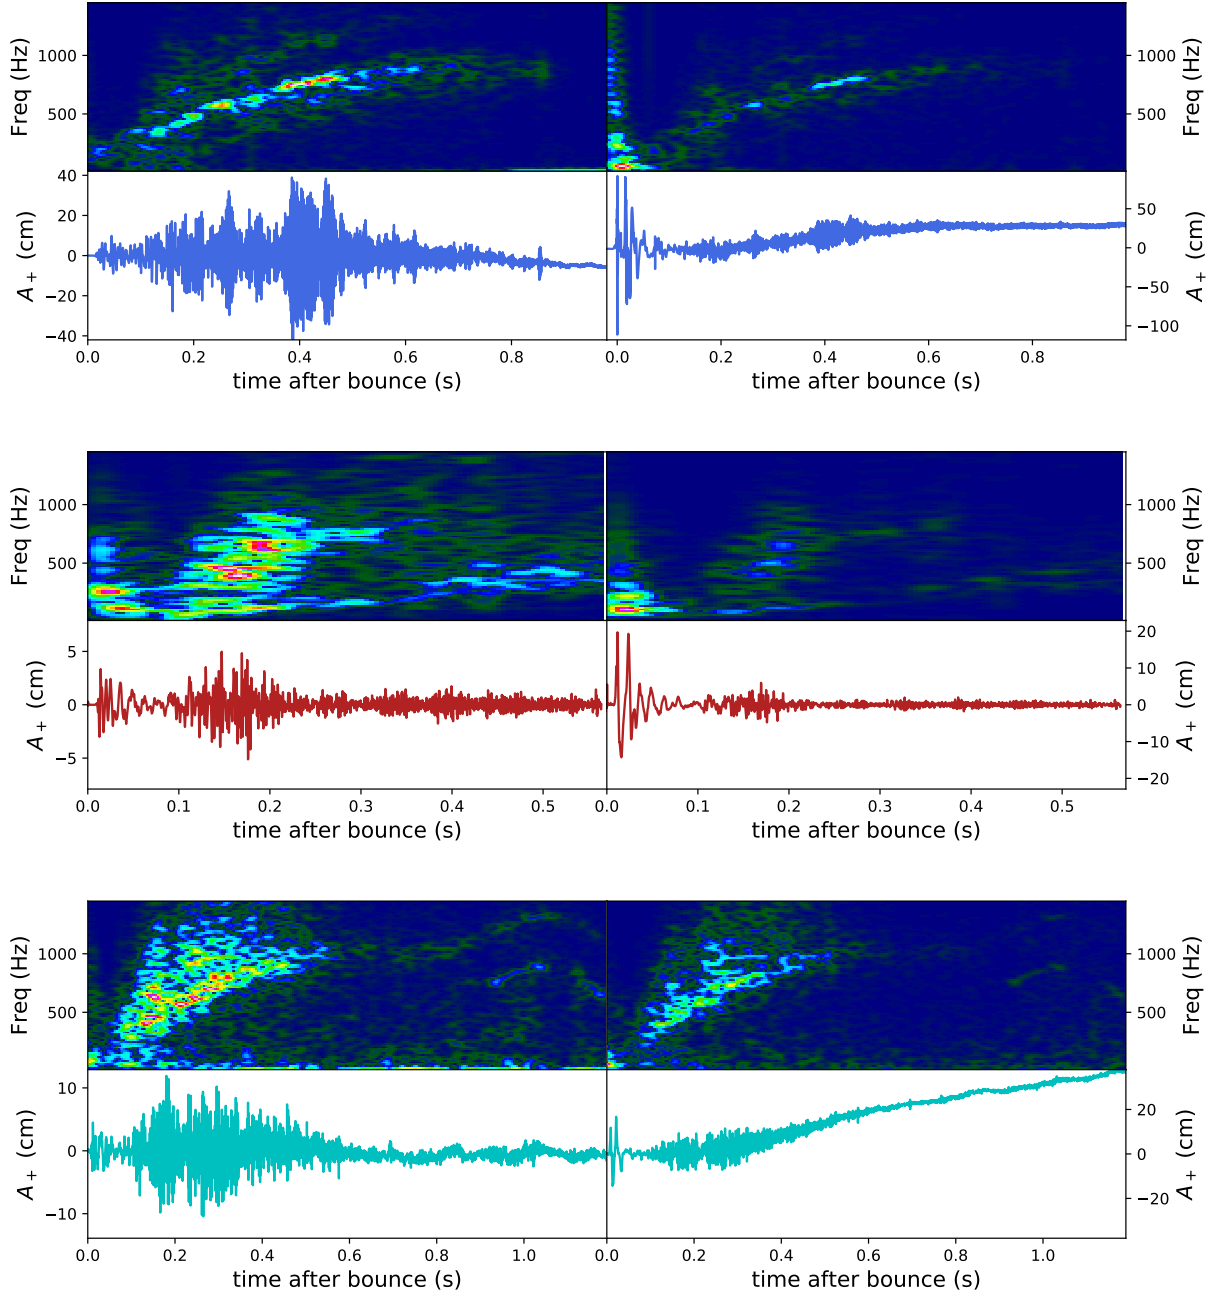 1000
500
Freq (Hz)
1000
500
Freq (Hz)
40
20
0
−20
−40
A+ (cm)
50
0
−50
−100
A+ (cm)
0.0 0.2 0.4 0.6 0.8
0.0 0.2 0.4 0.6 0.8
time after bounce (s)
time after bounce (s)
1000
500
Freq (Hz)
1000
500
Freq (Hz)
5
0
−5
A+ (cm)
20
10
0
−10
−20
A+ (cm)
0.0 0.1 0.2 0.3 0.4 0.5 0.0
0.1 0.2 0.3 0.4 0.5
time after bounce (s)
time after bounce (s)
1000
500
Freq (Hz)
1000
500
Freq (Hz)
10
0
−10
A+ (cm)
20
0
−20
A+ (cm)
0.0 0.2 0.4 0.6 0.8 1.0 0.0
0.2 0.4 0.6 0.8 1.0
time after bounce (s)
time after bounce (s)